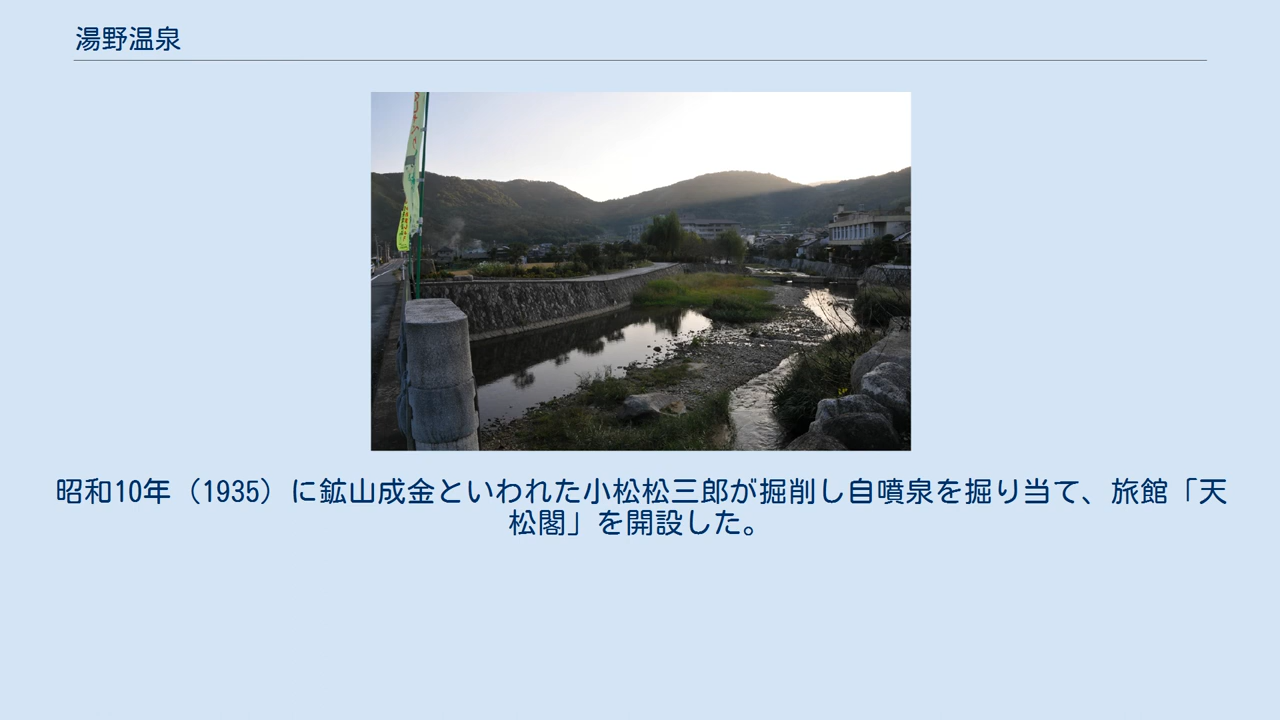 湯野温泉
昭和10年（1935）に鉱山成金といわれた小松松三郎が掘削し自噴泉を掘り当て、旅館「天
松閣」を開設した。